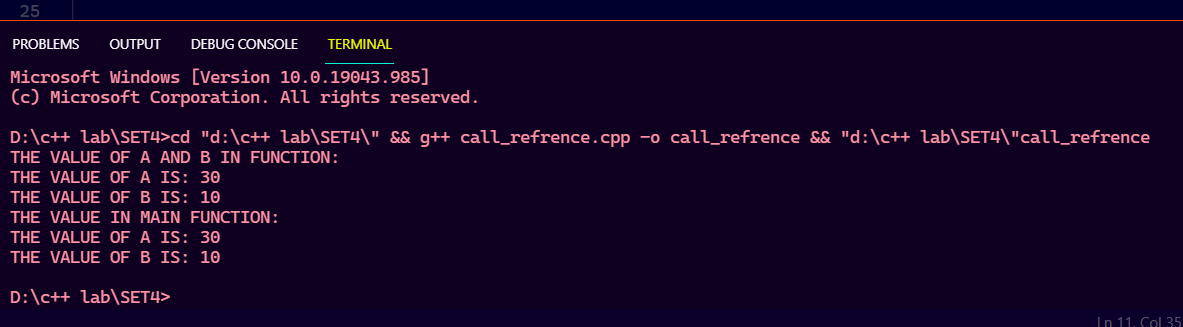 25
PROBLEMS OUTPUT DEBUG CONSOLE TERMINAL
Microsoft Windows [Version 10.0.19043.985]
(c) Microsoft Corporation. All rights reserved.
D:\c++ lab\SET4>cd "d:\c++ lab\SET4\" && g++ call_refrence.cpp -o call_refrence && "d:\c++ lab\SET4\"call_refrence
THE VALUE OF A AND B IN FUNCTION:
THE VALUE OF A IS: 30
THE VALUE OF B IS: 10
THE VALUE IN MAIN FUNCTION:
THE VALUE OF A IS: 30
THE VALUE OF B IS: 10
D:\c++ lab\SET4>
Ln 11, Col 35